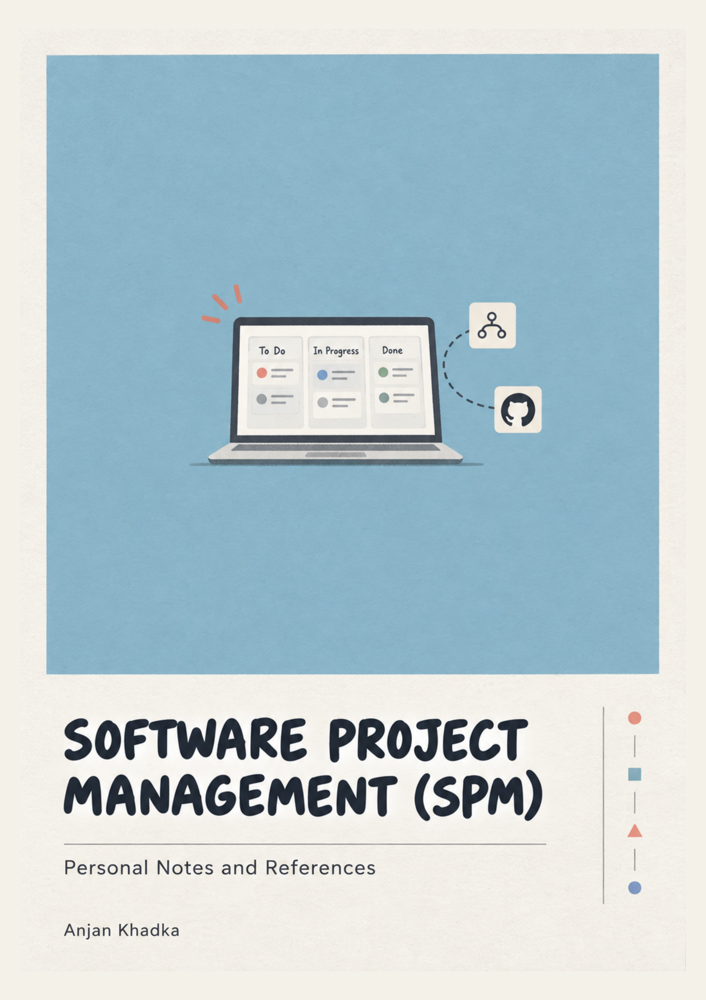 To Do
In Progress
Done
SOFTWARE PROJECT
MANAGEMENT (SPM)
Personal Notes and References
Anjan Khadka